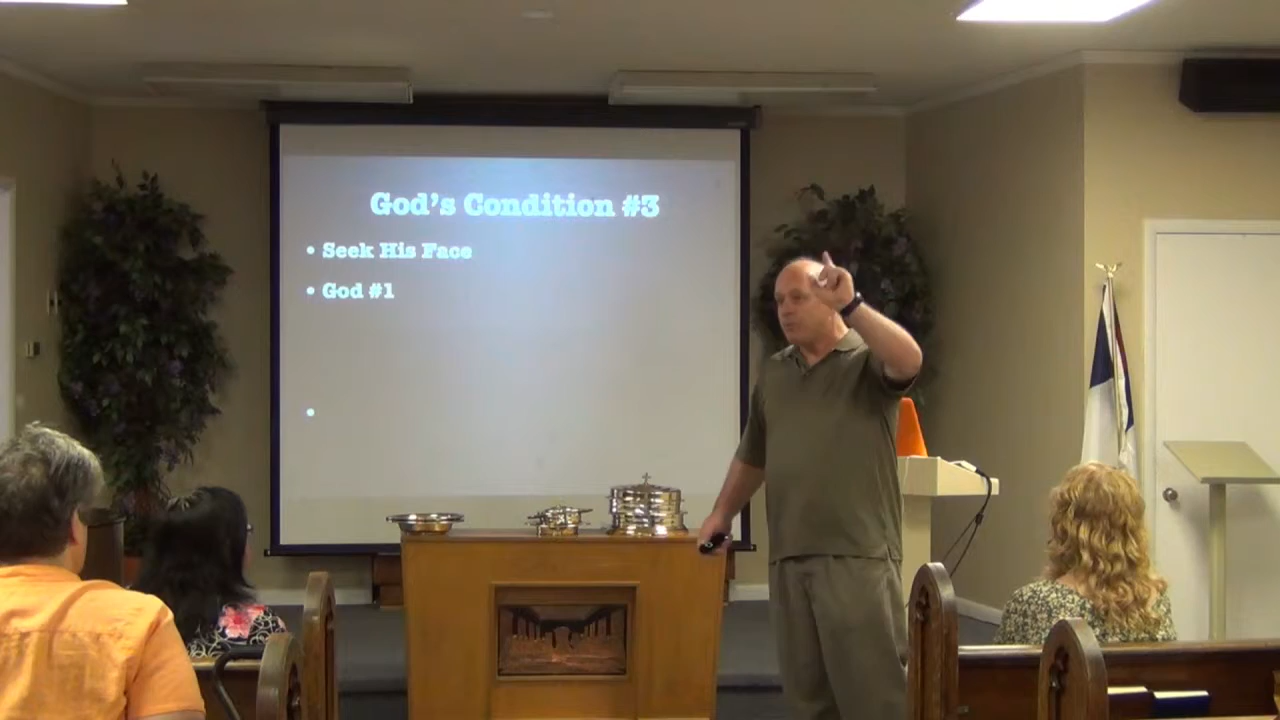 God's Condition #3
• Seek His Face
• God #1
•